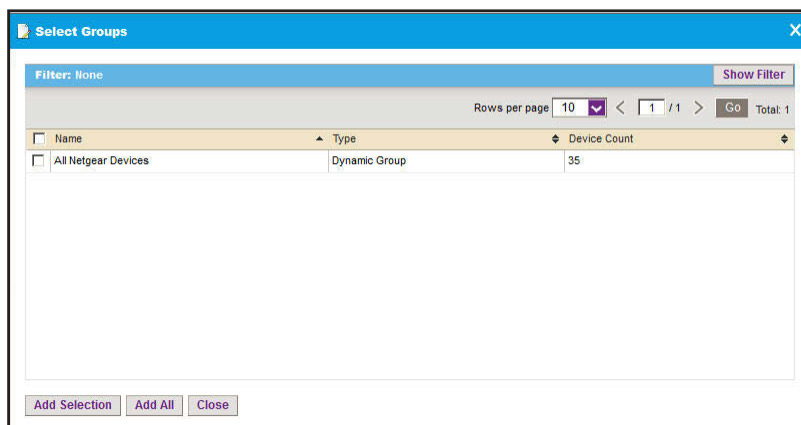 Select Groups X
Filter: None Show Filter
Rows per page 10 < 1 / 1 > Go Total: 1
Name Type Device Count
All Netgear Devices Dynamic Group 35
Add Selection Add All Close